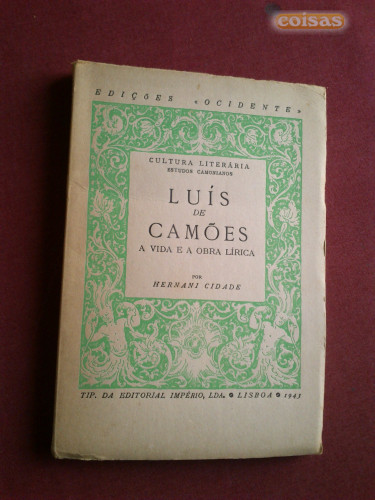 coisas
EDIÇÕES «OCIDENTE»
CULTURA LITERÁRIA
ESTUDOS CAMONIANOS
LUÍS
DE
CAMÕES
A VIDA E A OBRA LÍRICA
POR
HERNANI CIDADE
TIP. DA EDITORIAL IMPÉRIO, LDA. • LISBOA • 1943